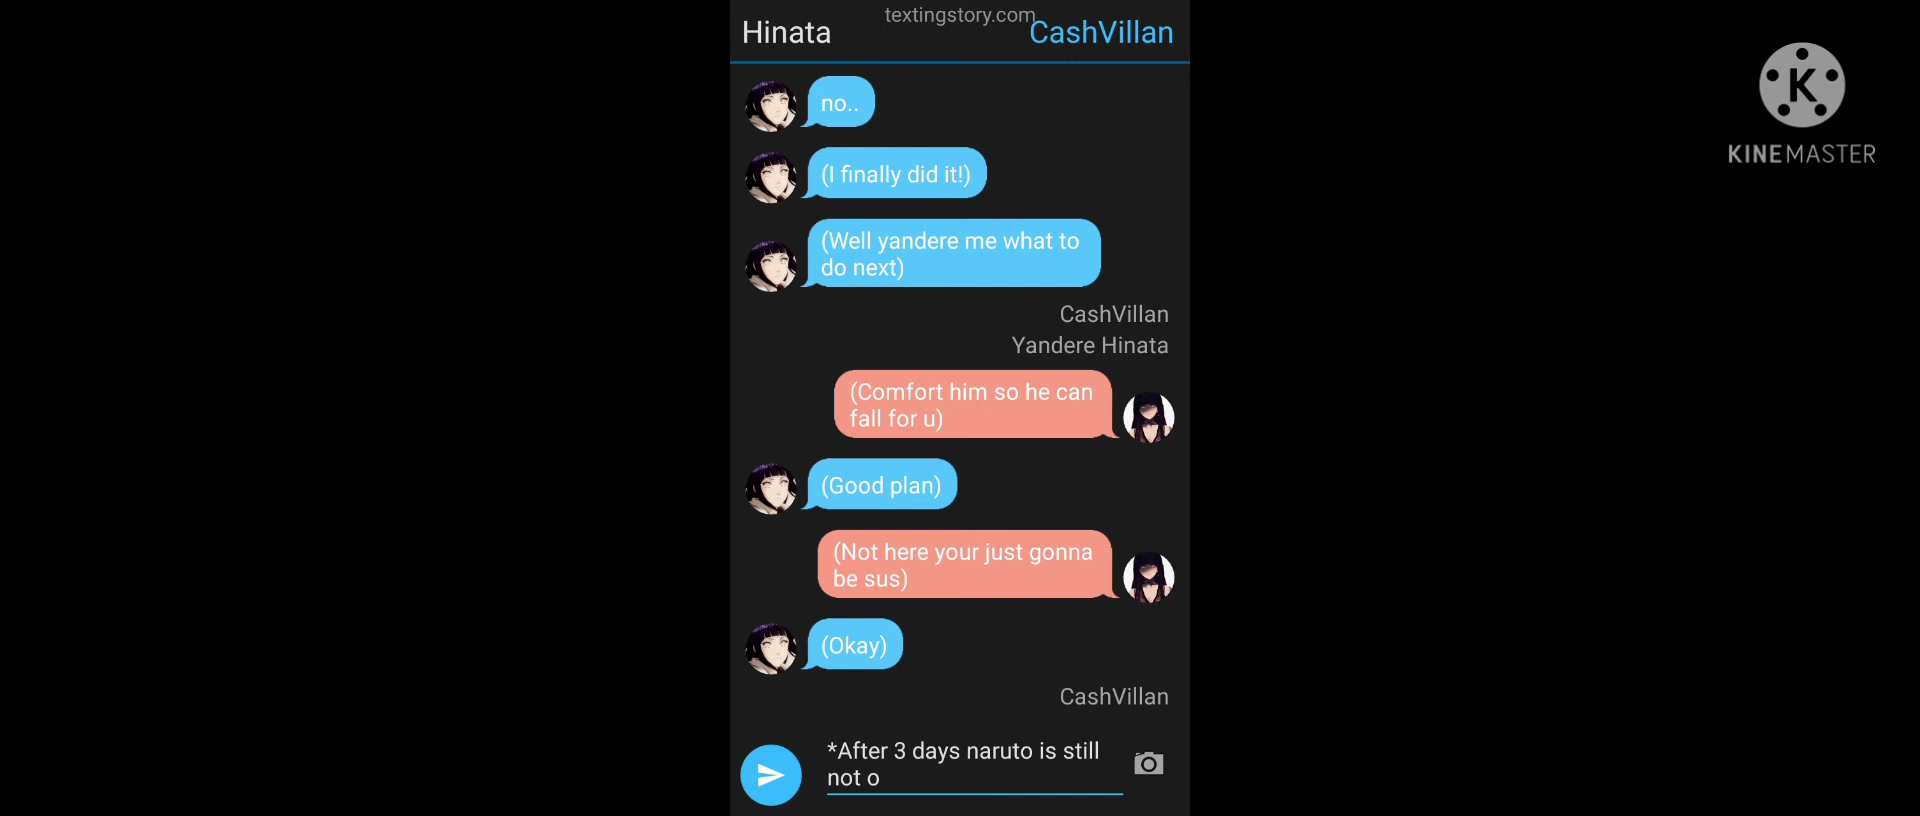 textingstory.com
Hinata
CashVillan
K
KINEMASTER
no..
(I finally did it!)
(Well yandere me what to
do next)
CashVillan
Yandere Hinata
(Comfort him so he can
fall for u)
(Good plan)
(Not here your just gonna
be sus)
(Okay)
CashVillan
*After 3 days naruto is still
not o